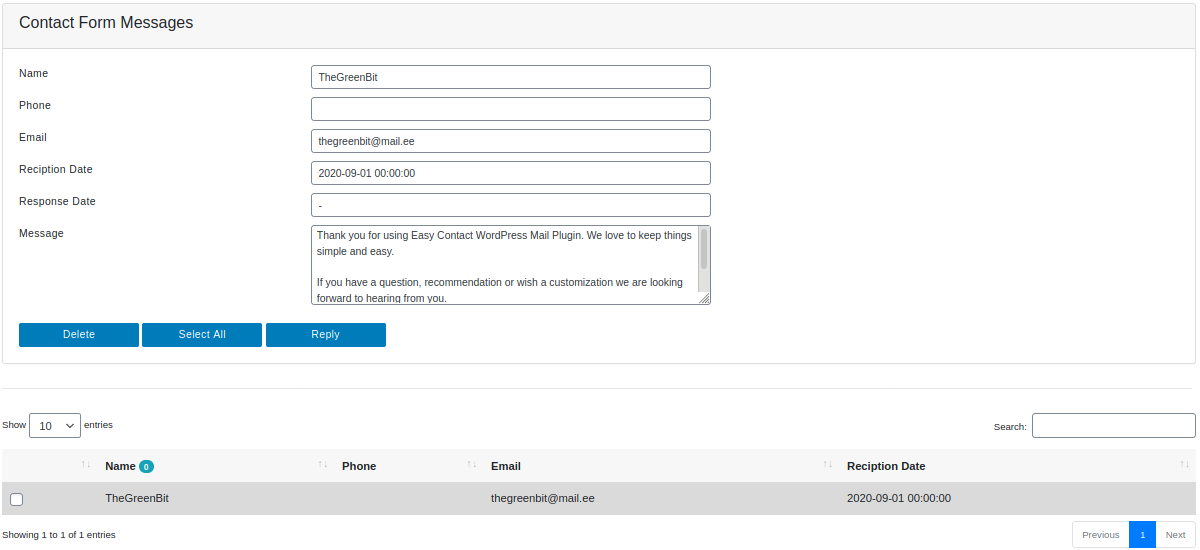 Contact Form Messages
Name
TheGreenBit
Phone
Email
thegreenbit@mail.ee
Reciption Date
2020-09-01 00:00:00
Response Date
-
Message
Thank you for using Easy Contact WordPress Mail Plugin. We love to keep things
simple and easy.
If you have a question, recommendation or wish a customization we are looking
forward to hearing from you.
Delete Select All Reply
Show 10 entries Search:
Name 0 Phone Email Reciption Date
TheGreenBit thegreenbit@mail.ee 2020-09-01 00:00:00
Showing 1 to 1 of 1 entries Previous 1 Next